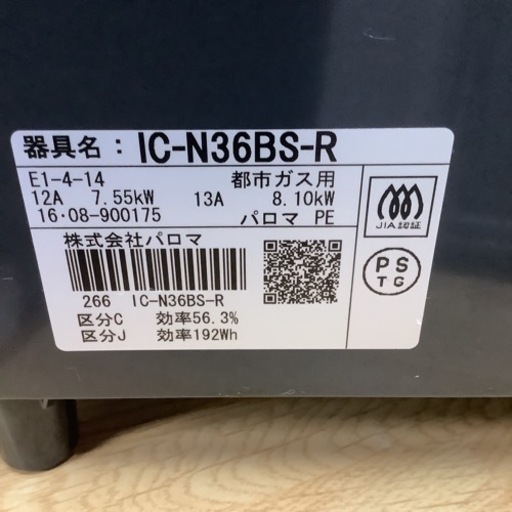 器具名： IC-N36BS-R
E1-4-14 都市ガス用
12A 7.55kW 13A 8.10kW
16・08-900175 パロマ PE
JIA認証
株式会社パロマ
PS
TG
266 IC-N36BS-R
区分C 効率56.3%
区分J 効率192Wh